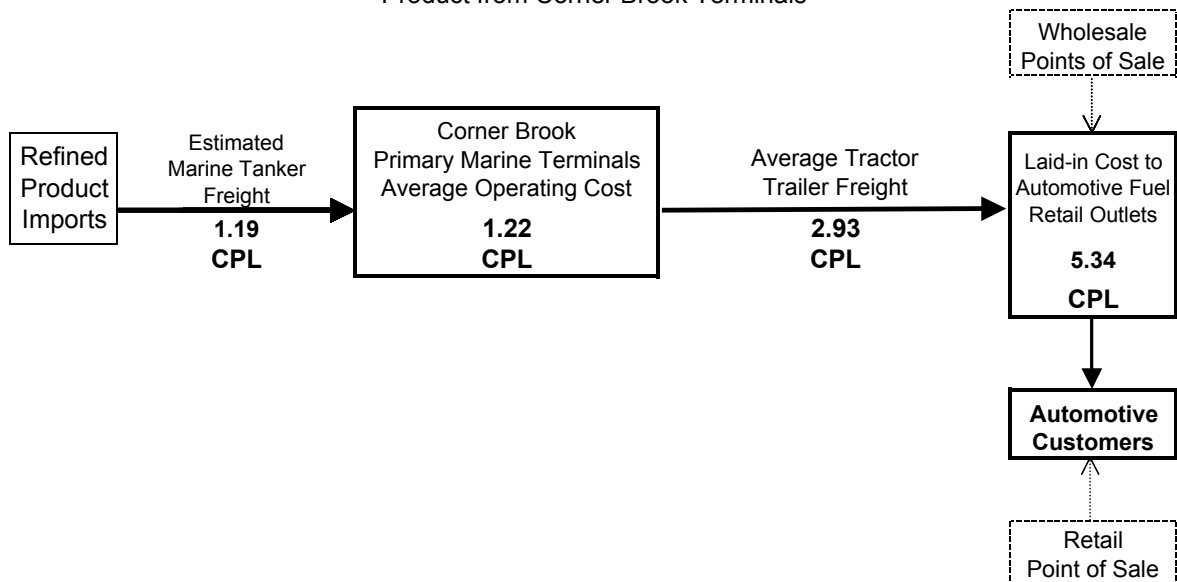 Product from Corner Brook Terminals
Wholesale
Points of Sale
Refined
Product
Imports
Estimated
Marine Tanker
Freight
1.19
CPL
Corner Brook
Primary Marine Terminals
Average Operating Cost
1.22
CPL
Average Tractor
Trailer Freight
2.93
CPL
Laid-in Cost to
Automotive Fuel
Retail Outlets
5.34
CPL
Automotive
Customers
Retail
Point of Sale